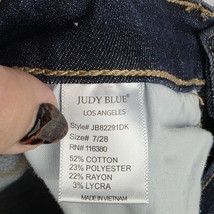 JUDY BLUE
LOS ANGELES
Style# JB82291DK
Size# 7/28
RN# 116380
52% COTTON
23% POLYESTER
22% RAYON
3% LYCRA
MADE IN VIETNAM